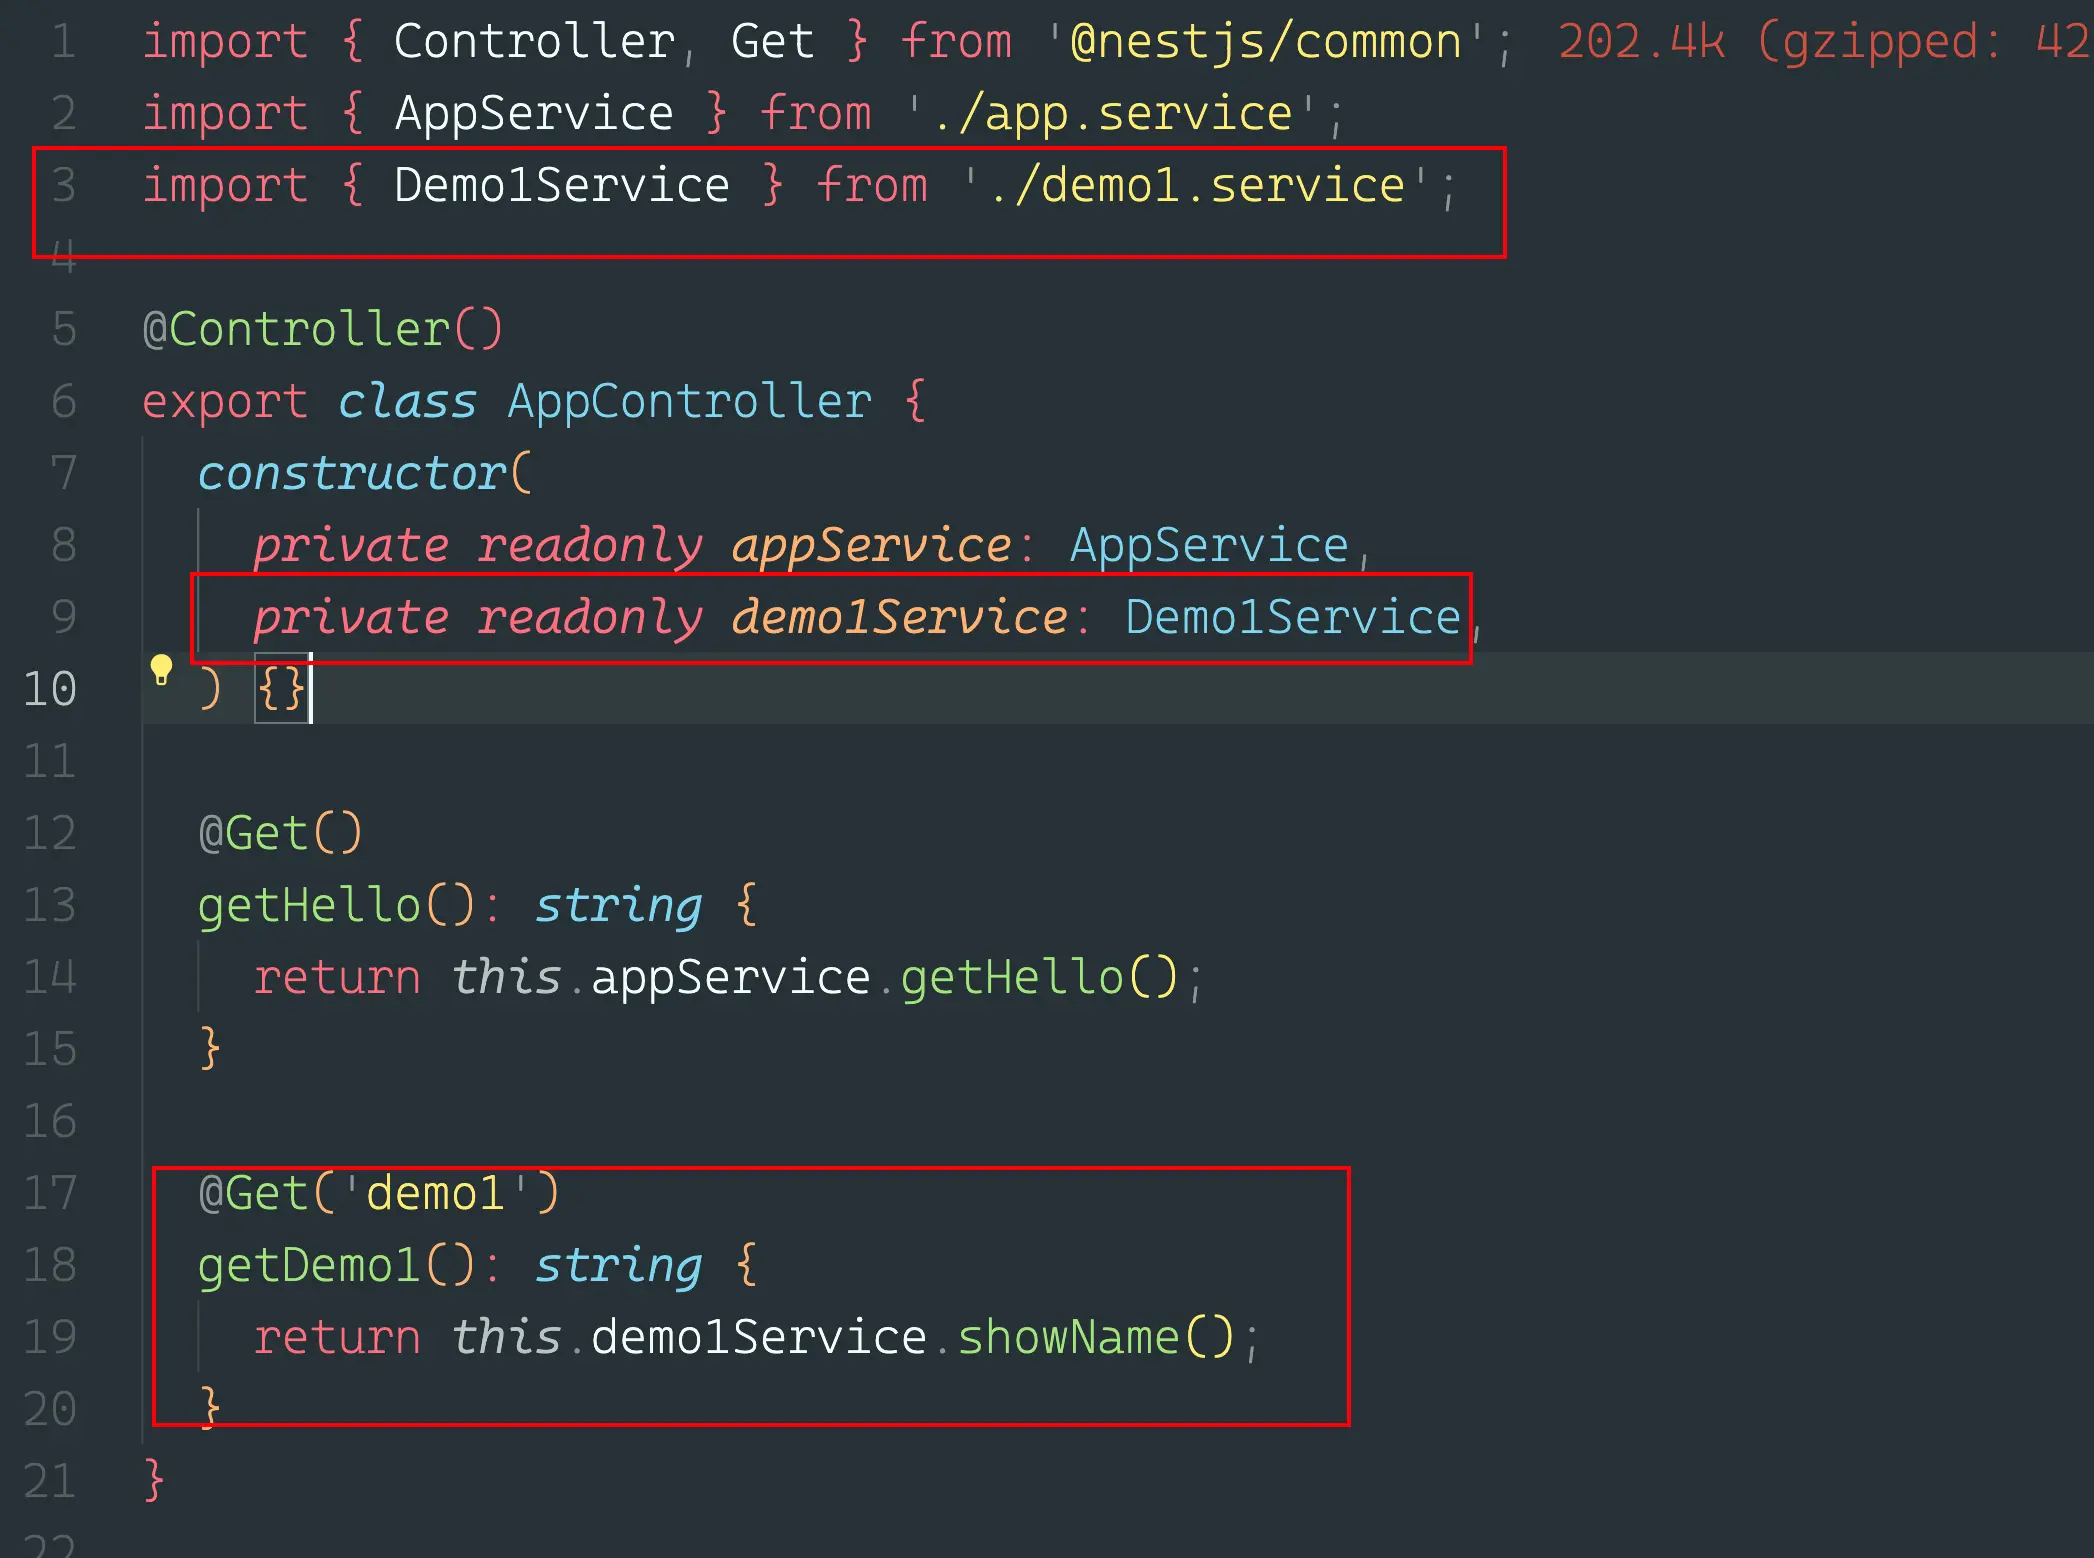 1 import { Controller, Get } from '@nestjs/common'; 202.4k (gzipped: 42
2 import { AppService } from './app.service';
3 import { Demo1Service } from './demo1.service';
4
5 @Controller()
6 export class AppController {
7 constructor(
8 private readonly appService: AppService,
9 private readonly demo1Service: Demo1Service,
10 ) {}
11
12 @Get()
13 getHello(): string {
14 return this.appService.getHello();
15 }
16
17 @Get('demo1')
18 getDemo1(): string {
19 return this.demo1Service.showName();
20 }
21 }
22